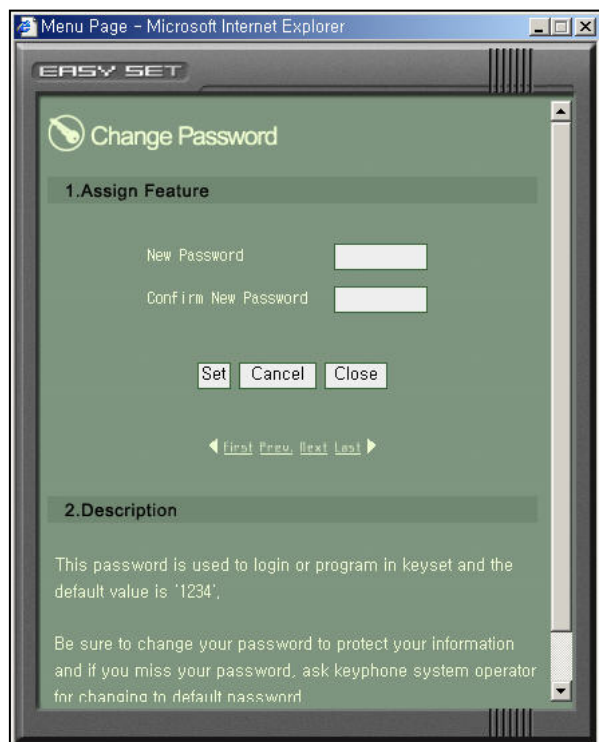 Menu Page - Microsoft Internet Explorer
EASY SET
Change Password
1.Assign Feature
New Password
Confirm New Password
Set Cancel Close
First Prev. Next Last
2.Description
This password is used to login or program in keyset and the
default value is '1234',
Be sure to change your password to protect your information
and if you miss your password, ask keyphone system operator
for changing to default password